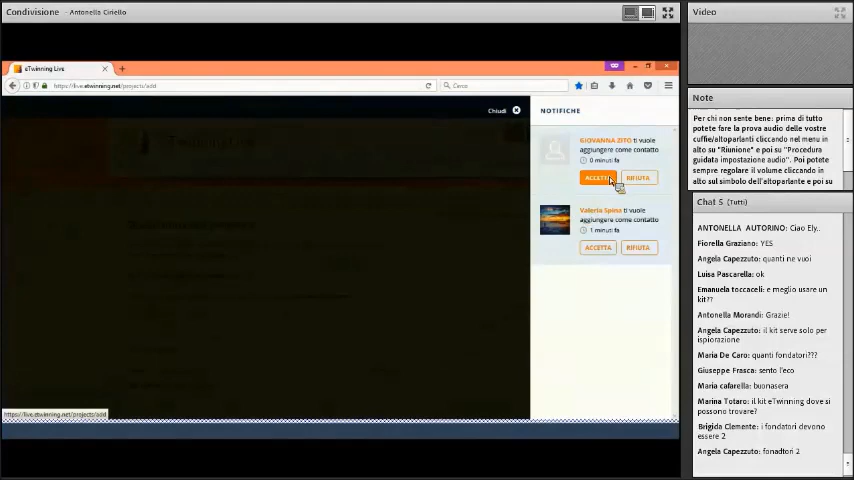 Condivisione - Antonella Ciriello
Video
eTwinning Live
https://live.etwinning.net/projects/add
Cerca
Chiudi
NOTIFICHE
GIOVANNA ZITO ti vuole
aggiungere come contatto
0 minuti fa
ACCETTA
RIFIUTA
Valeria Spina ti vuole
aggiungere come contatto
1 minuti fa
ACCETTA
RIFIUTA
https://live.etwinning.net/projects/add
Note
Per chi non sente bene: prima di tutto
potete fare la prova audio delle vostre
cuffie/altoparlanti cliccando nel menu in
alto su "Riunione" e poi su "Procedura
guidata impostazione audio". Poi potete
sempre regolare il volume cliccando in
alto sul simbolo dell'altoparlante e poi su
Chat 5 (Tutti)
ANTONELLA AUTORINO: Ciao Ely..
Fiorella Graziano: YES
Angela Capezzuto: quanti ne vuoi
Luisa Pascarella: ok
Emanuela toccaceli: e meglio usare un
kit??
Antonella Morandi: Grazie!
Angela Capezzuto: il kit serve solo per
ispiorazione
Maria De Caro: quanti fondatori???
Giuseppe Frasca: sento l'eco
Maria cafarella: buonasera
Marina Totaro: il kit eTwinning dove si
possono trovare?
Brigida Clemente: i fondatori devono
essere 2
Angela Capezzuto: fonadtori 2